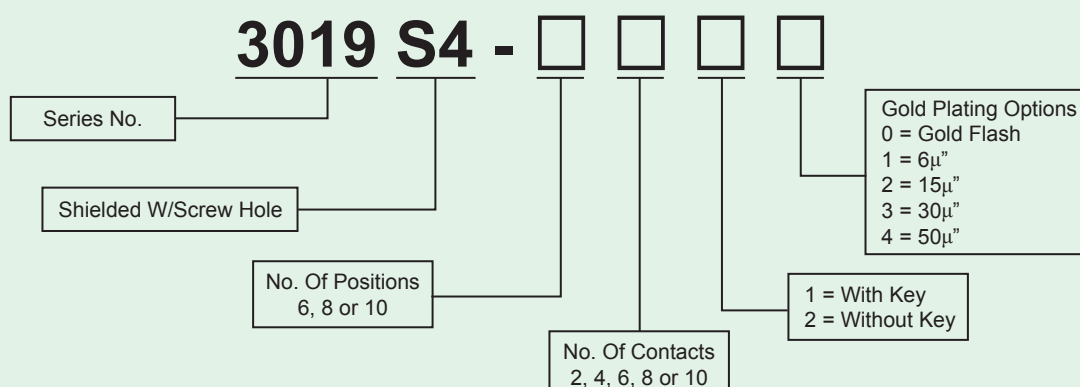 3019 S4 - □ □ □ □
Series No.
Shielded W/Screw Hole
No. Of Positions
6, 8 or 10
No. Of Contacts
2, 4, 6, 8 or 10
1 = With Key
2 = Without Key
Gold Plating Options
0 = Gold Flash
1 = 6μ”
2 = 15μ”
3 = 30μ”
4 = 50μ”